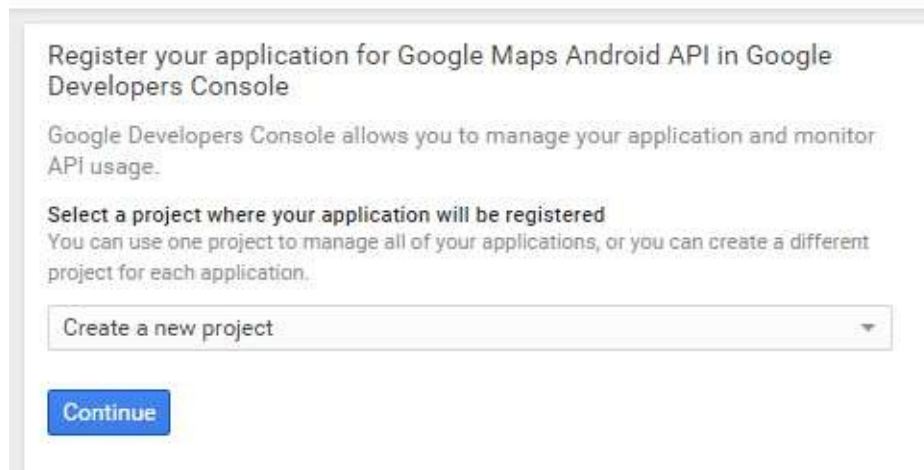 Register your application for Google Maps Android API in Google
Developers Console
Google Developers Console allows you to manage your application and monitor
API usage.
Select a project where your application will be registered
You can use one project to manage all of your applications, or you can create a different
project for each application.
Create a new project
Continue